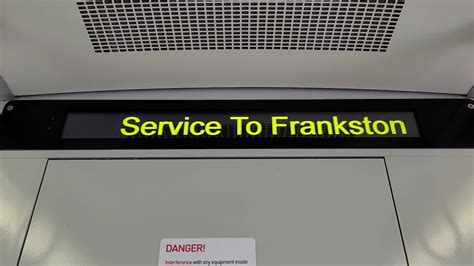 Service To Frankston
DANGER!
Interference with any equipment inside